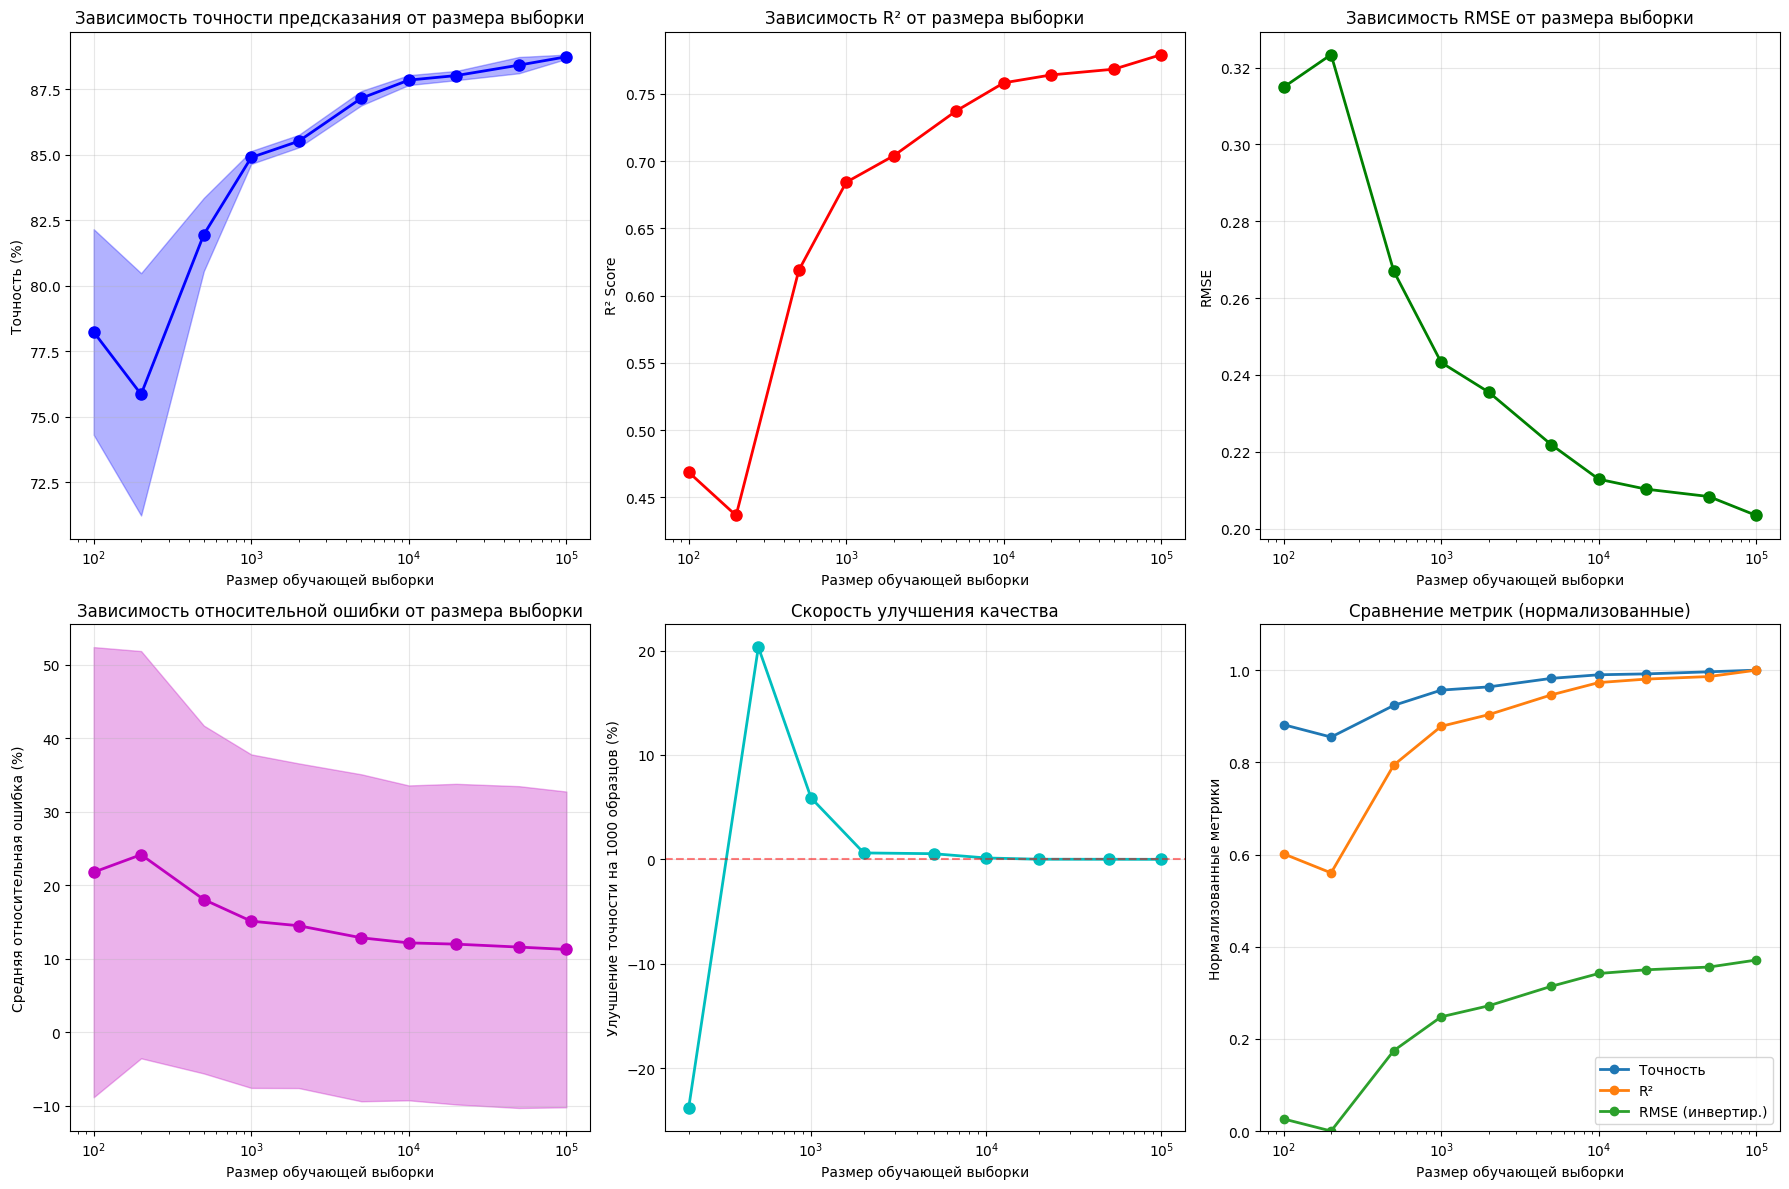 Зависимость точности предсказания от размера выборки
Точность (%)
87.5
85.0
82.5
80.0
77.5
75.0
72.5
10² 10³ 10⁴ 10⁵
Размер обучающей выборки
Зависимость R² от размера выборки
R² Score
0.75
0.70
0.65
0.60
0.55
0.50
0.45
10² 10³ 10⁴ 10⁵
Размер обучающей выборки
Зависимость RMSE от размера выборки
RMSE
0.32
0.30
0.28
0.26
0.24
0.22
0.20
10² 10³ 10⁴ 10⁵
Размер обучающей выборки
Зависимость относительной ошибки от размера выборки
Средняя относительная ошибка (%)
50
40
30
20
10
0
−10
10² 10³ 10⁴ 10⁵
Размер обучающей выборки
Скорость улучшения качества
Улучшение точности на 1000 образцов (%)
20
10
0
−10
−20
10³ 10⁴ 10⁵
Размер обучающей выборки
Сравнение метрик (нормализованные)
Нормализованные метрики
1.0
0.8
0.6
0.4
0.2
0.0
10² 10³ 10⁴ 10⁵
Размер обучающей выборки
Точность
R²
RMSE (инвертир.)